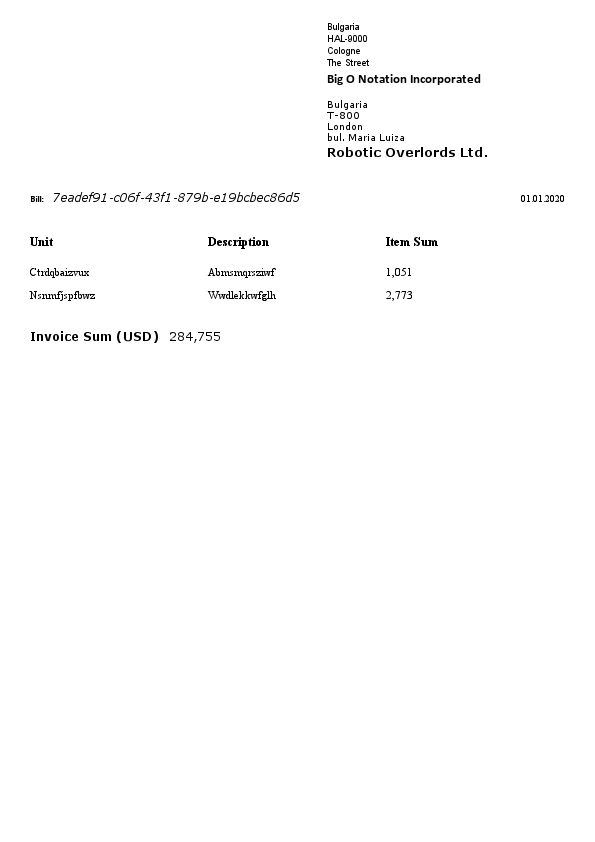 Bulgaria
HAL-9000
Cologne
The Street
Big O Notation Incorporated
Bulgaria
T-800
London
bul. Maria Luiza
Robotic Overlords Ltd.
Bill: 7eadef91-c06f-43f1-879b-e19bcbec86d5 01.01.2020
Unit Description Item Sum
Ctrdqbaizvux Abmsmqrsziwf 1,051
Nsnmfjspfbwz Wwdlekkwfglh 2,773
Invoice Sum (USD) 284,755